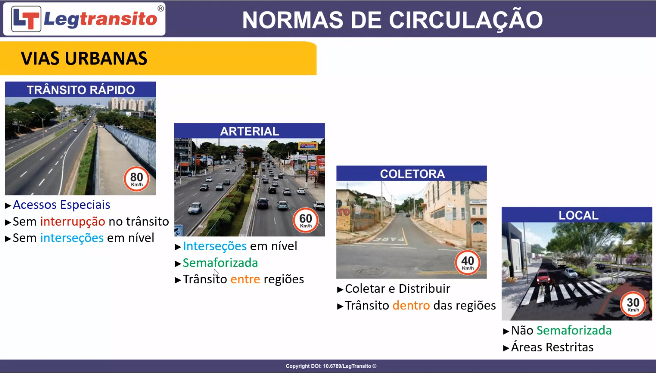 LT Legtransito®
NORMAS DE CIRCULAÇÃO
VIAS URBANAS
TRÂNSITO RÁPIDO
80
Km/h
►Acessos Especiais
►Sem interrupção no trânsito
►Sem interseções em nível
ARTERIAL
60
Km/h
►Interseções em nível
►Semaforizada
►Trânsito entre regiões
COLETORA
40
Km/h
►Coletar e Distribuir
►Trânsito dentro das regiões
LOCAL
30
Km/h
►Não Semaforizada
►Áreas Restritas
Copyright DOI: 10.6789/LegTransito ©